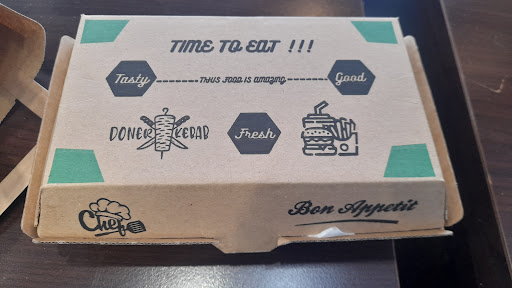 TIME TO EAT !!!
Tasty THIS FOOD IS AMAZING Good
DONER KEBAB Fresh
Chef Bon Appetit